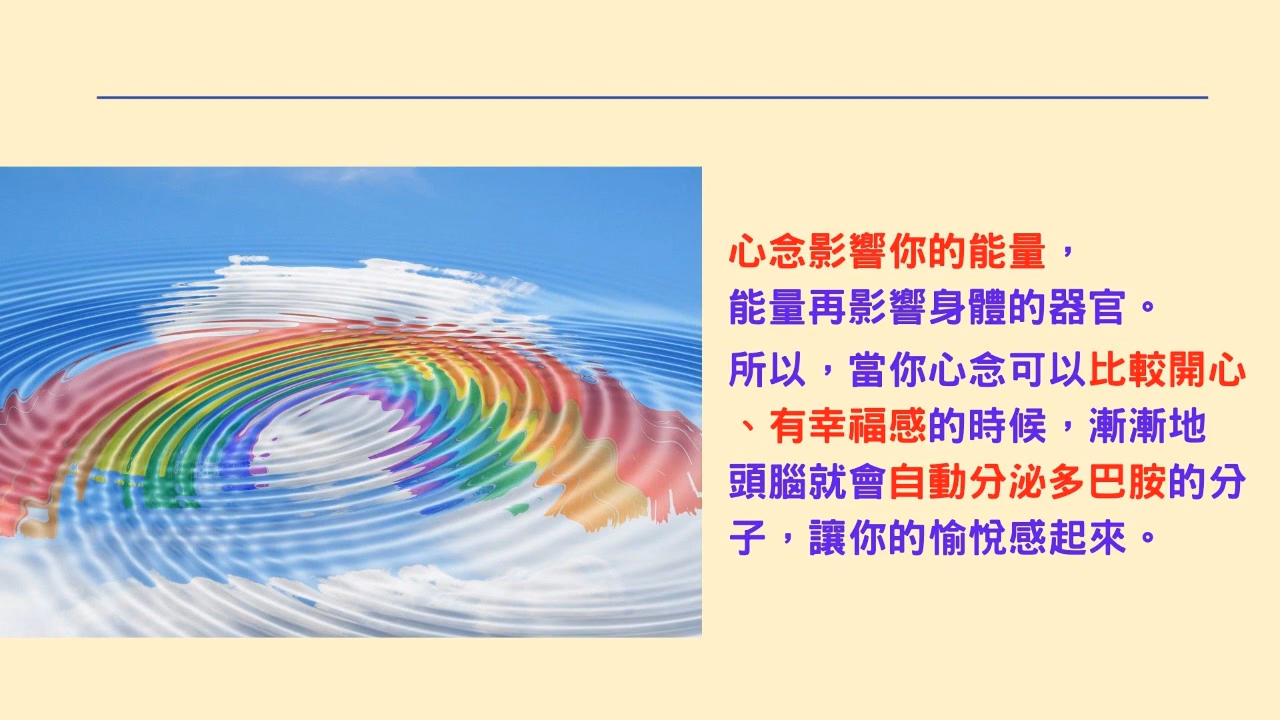 心念影響你的能量，
能量再影響身體的器官。
所以，當你心念可以比較開心
、有幸福感的時候，漸漸地
頭腦就會自動分泌多巴胺的分
子，讓你的愉悅感起來。